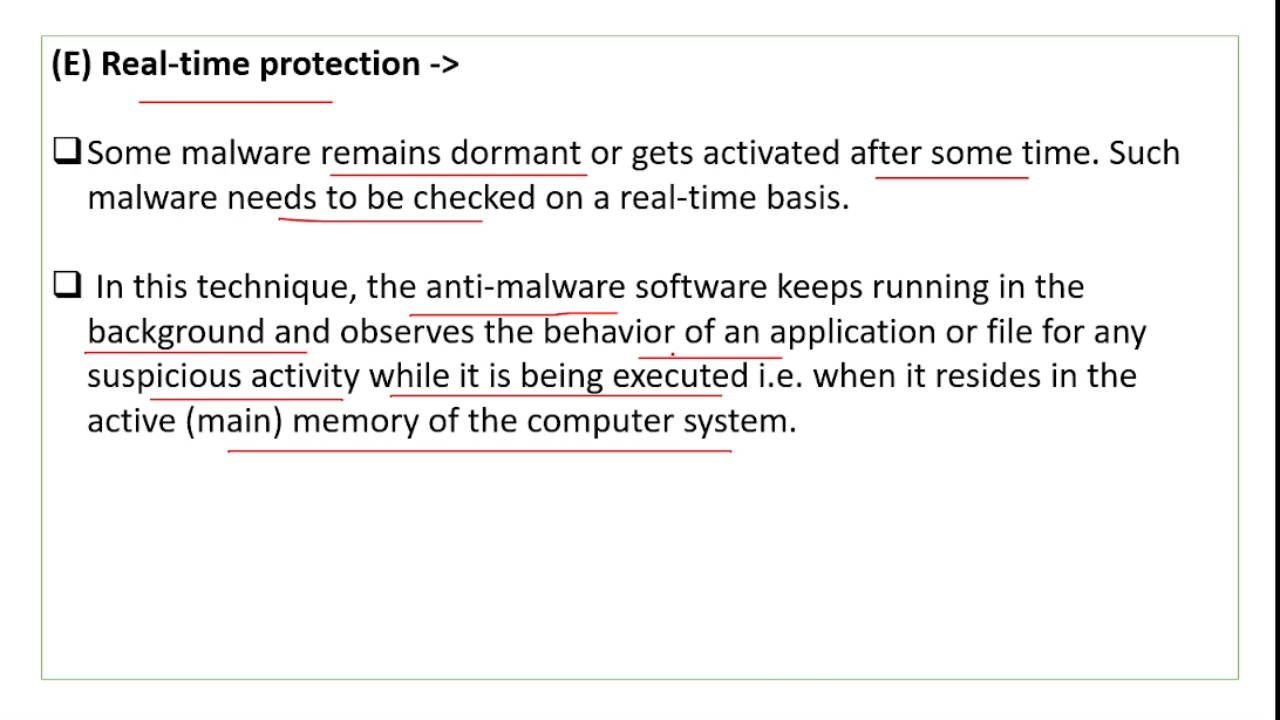 (E) Real-time protection ->
❑Some malware remains dormant or gets activated after some time. Such
malware needs to be checked on a real-time basis.
❑ In this technique, the anti-malware software keeps running in the
background and observes the behavior of an application or file for any
suspicious activity while it is being executed i.e. when it resides in the
active (main) memory of the computer system.